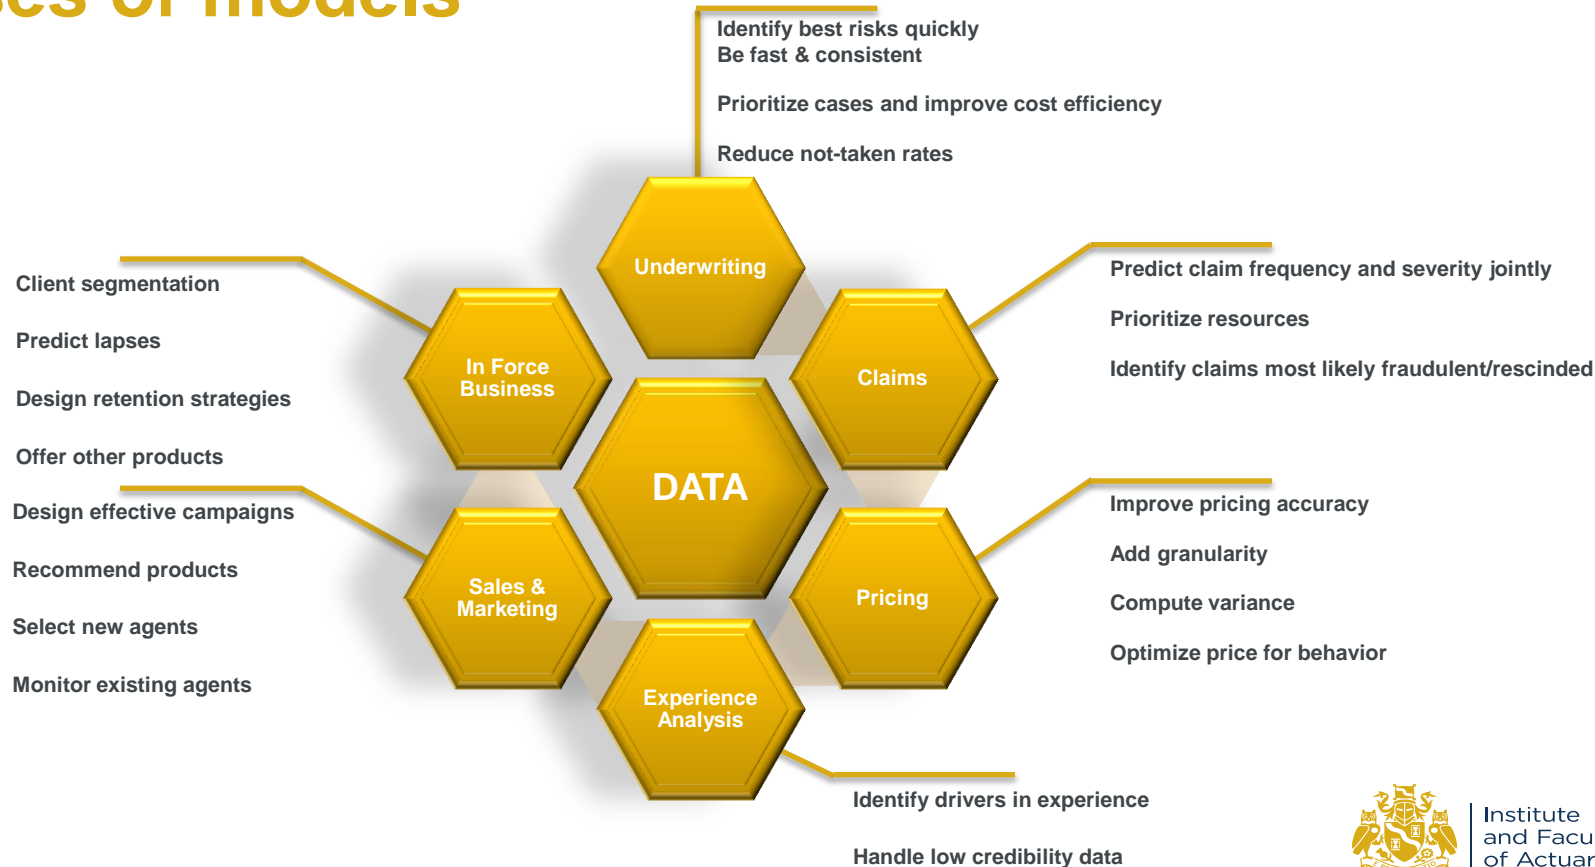 of models
Identify best risks quickly
Be fast & consistent
Prioritize cases and improve cost efficiency
Reduce not-taken rates
Underwriting
Client segmentation
Predict lapses
Design retention strategies
Offer other products
In Force
Business
Claims
Predict claim frequency and severity jointly
Prioritize resources
Identify claims most likely fraudulent/rescinded
DATA
Design effective campaigns
Recommend products
Select new agents
Monitor existing agents
Sales &
Marketing
Pricing
Improve pricing accuracy
Add granularity
Compute variance
Optimize price for behavior
Experience
Analysis
Identify drivers in experience
Handle low credibility data
Institute
and
of